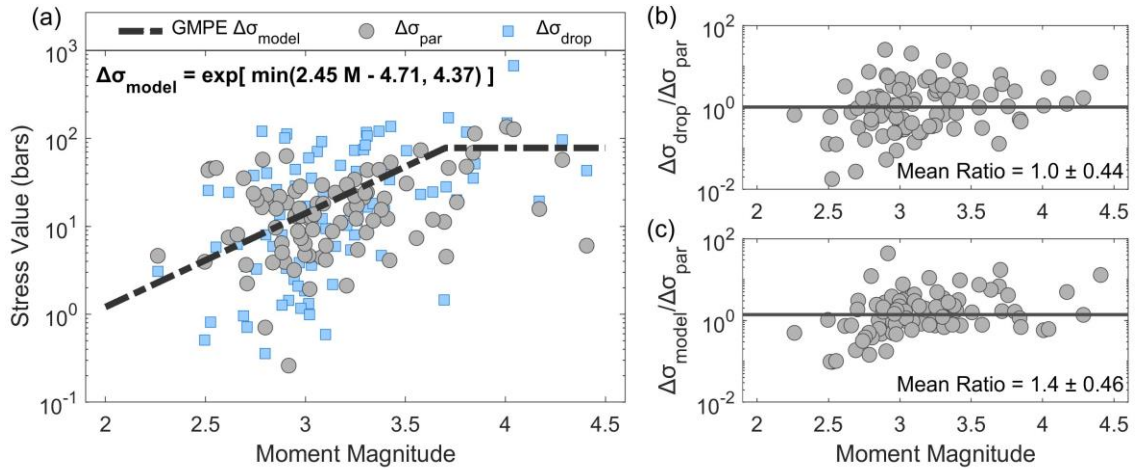 (a)
GMPE Δσmodel Δσpar Δσdrop
Δσmodel = exp[ min(2.45 M - 4.71, 4.37) ]
10³
10²
10¹
10⁰
10⁻¹
Stress Value (bars)
2 2.5 3 3.5 4 4.5
Moment Magnitude
(b)
10²
10⁰
10⁻²
Δσdrop/Δσpar
Mean Ratio = 1.0 ± 0.44
2 2.5 3 3.5 4 4.5
(c)
10²
10⁰
10⁻²
Δσmodel/Δσpar
Mean Ratio = 1.4 ± 0.46
2 2.5 3 3.5 4 4.5
Moment Magnitude